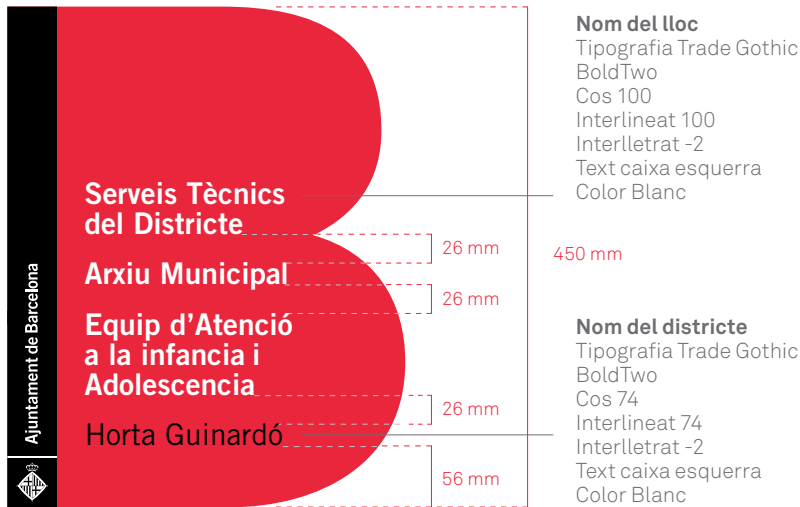 Ajuntament de Barcelona
Serveis Tècnics
del Districte
Arxiu Municipal
Equip d'Atenció
a la infancia i
Adolescencia
Horta Guinardó
26 mm
26 mm
26 mm
56 mm
450 mm
Nom del lloc
Tipografia Trade Gothic
BoldTwo
Cos 100
Interlineat 100
Interlletrat -2
Text caixa esquerra
Color Blanc
Nom del districte
Tipografia Trade Gothic
BoldTwo
Cos 74
Interlineat 74
Interlletrat -2
Text caixa esquerra
Color Blanc